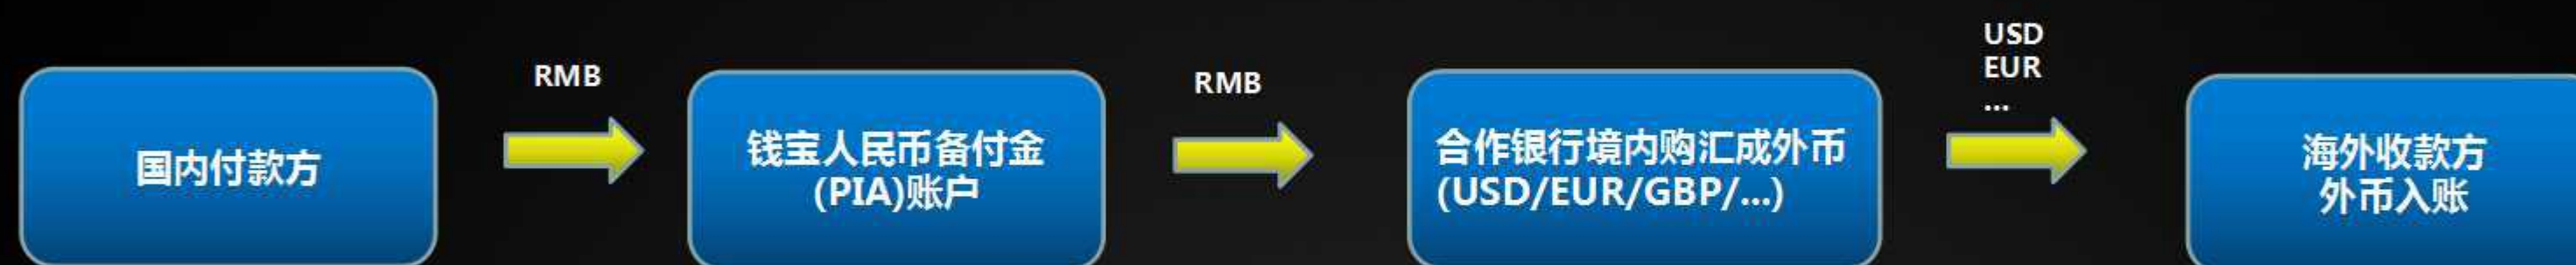 国内付款方
RMB
钱宝人民币备付金
(PIA)账户
RMB
合作银行境内购汇成外币
(USD/EUR/GBP/...)
USD
EUR
...
海外收款方
外币入账